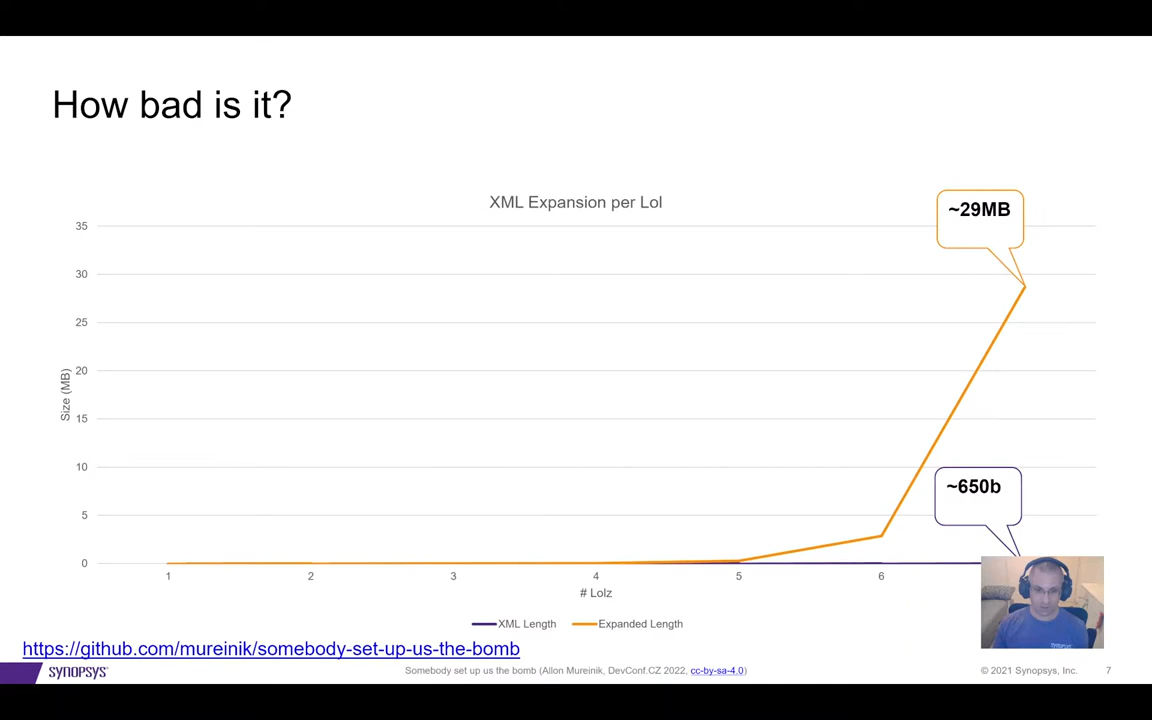 How bad is it?
XML Expansion per Lol
~29MB
35
30
25
20
15
10
5
0
Size (MB)
~650b
1 2 3 4 5 6
# Lolz
XML Length Expanded Length
https://github.com/mureinik/somebody-set-up-us-the-bomb
SYNOPSYS®
Somebody set up us the bomb (Allon Mureinik, DevConf.CZ 2022, cc-by-sa-4.0)
© 2021 Synopsys, Inc. 7